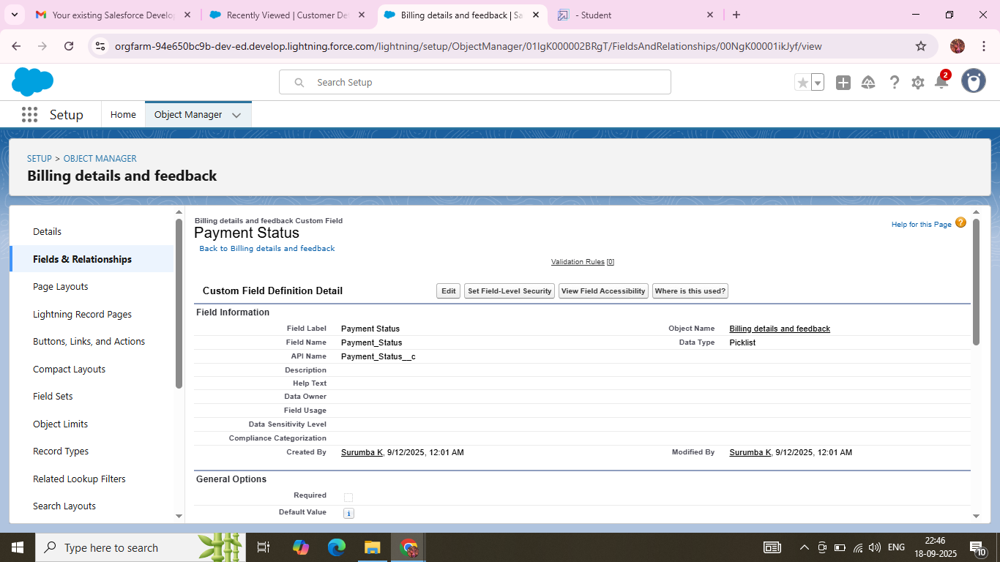 Your existing Salesforce Develo
Recently Viewed | Customer De
Billing details and feedback | Sa
- Student
orgfarm-94e650bc9b-dev-ed.develop.lightning.force.com/lightning/setup/ObjectManager/01IgK000002BRgT/FieldsAndRelationships/00NgK00001ikJyf/view
Search Setup
2
Setup
Home
Object Manager
SETUP > OBJECT MANAGER
Billing details and feedback
Details
Fields & Relationships
Page Layouts
Lightning Record Pages
Buttons, Links, and Actions
Compact Layouts
Field Sets
Object Limits
Record Types
Related Lookup Filters
Search Layouts
Billing details and feedback Custom Field
Payment Status
Back to Billing details and feedback
Help for this Page ?
Validation Rules [0]
Custom Field Definition Detail
Edit
Set Field-Level Security
View Field Accessibility
Where is this used?
Field Information
Field Label Payment Status Object Name Billing details and feedback
Field Name Payment_Status Data Type Picklist
API Name Payment_Status__c
Description
Help Text
Data Owner
Field Usage
Data Sensitivity Level
Compliance Categorization
Created By Surumba K, 9/12/2025, 12:01 AM Modified By Surumba K, 9/12/2025, 12:01 AM
General Options
Required
Default Value i
Type here to search
ENG
22:46
18-09-2025
10